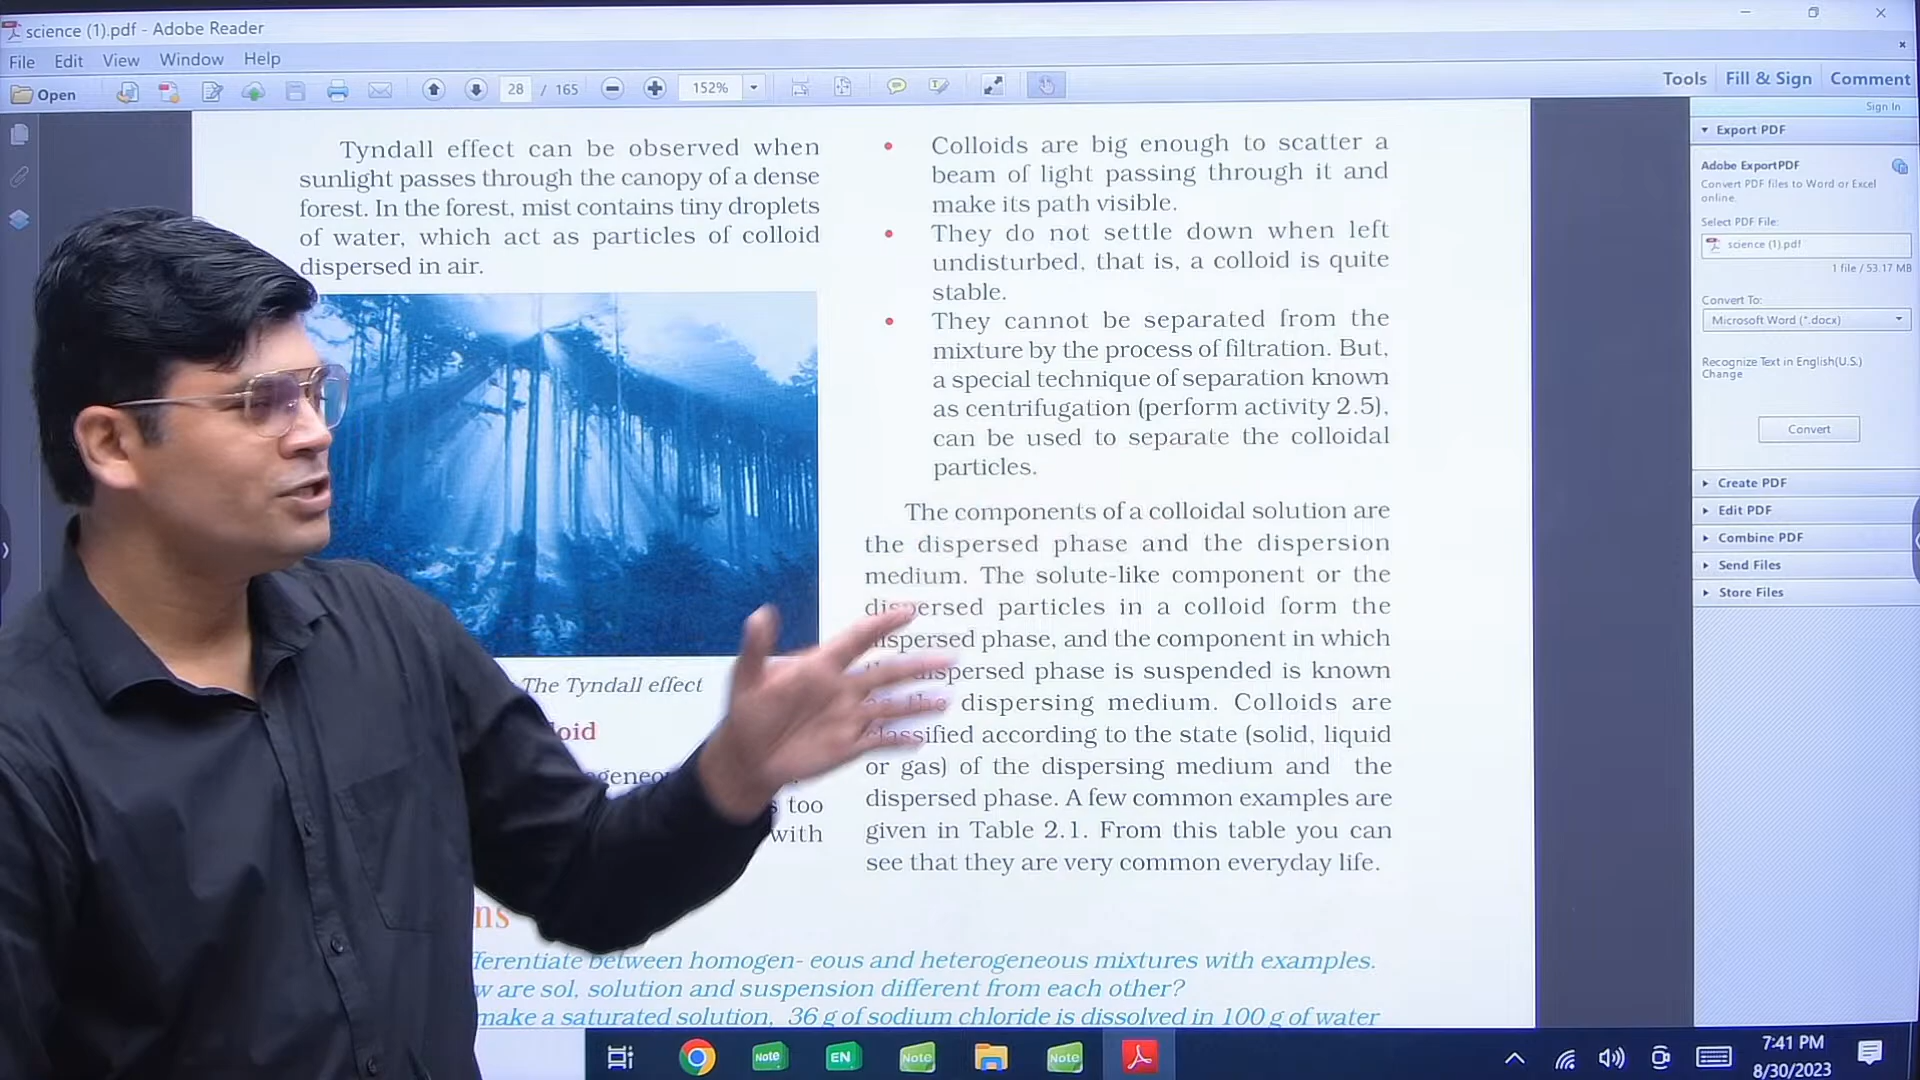 science (1).pdf - Adobe Reader
File Edit View Window Help
Open 28 / 165 152% Tools Fill & Sign Comment
Sign In
Tyndall effect can be observed when
sunlight passes through the canopy of a dense
forest. In the forest, mist contains tiny droplets
of water, which act as particles of colloid
dispersed in air.
The Tyndall effect
loid
geneou
s too
with
• Colloids are big enough to scatter a
beam of light passing through it and
make its path visible.
• They do not settle down when left
undisturbed, that is, a colloid is quite
stable.
• They cannot be separated from the
mixture by the process of filtration. But,
a special technique of separation known
as centrifugation (perform activity 2.5),
can be used to separate the colloidal
particles.
The components of a colloidal solution are
the dispersed phase and the dispersion
medium. The solute-like component or the
dispersed particles in a colloid form the
dispersed phase, and the component in which
dispersed phase is suspended is known
the dispersing medium. Colloids are
classified according to the state (solid, liquid
or gas) of the dispersing medium and the
dispersed phase. A few common examples are
given in Table 2.1. From this table you can
see that they are very common everyday life.
ns
fferentiate between homogen- eous and heterogeneous mixtures with examples.
w are sol, solution and suspension different from each other?
make a saturated solution, 36 g of sodium chloride is dissolved in 100 g of water
Export PDF
Adobe ExportPDF
Convert PDF files to Word or Excel
online.
Select PDF File:
science (1).pdf
1 file / 53.17 MB
Convert To:
Microsoft Word (*.docx)
Recognize Text in English(U.S.)
Change
Convert
Create PDF
Edit PDF
Combine PDF
Send Files
Store Files
Note EN Note Note
7:41 PM
8/30/2023